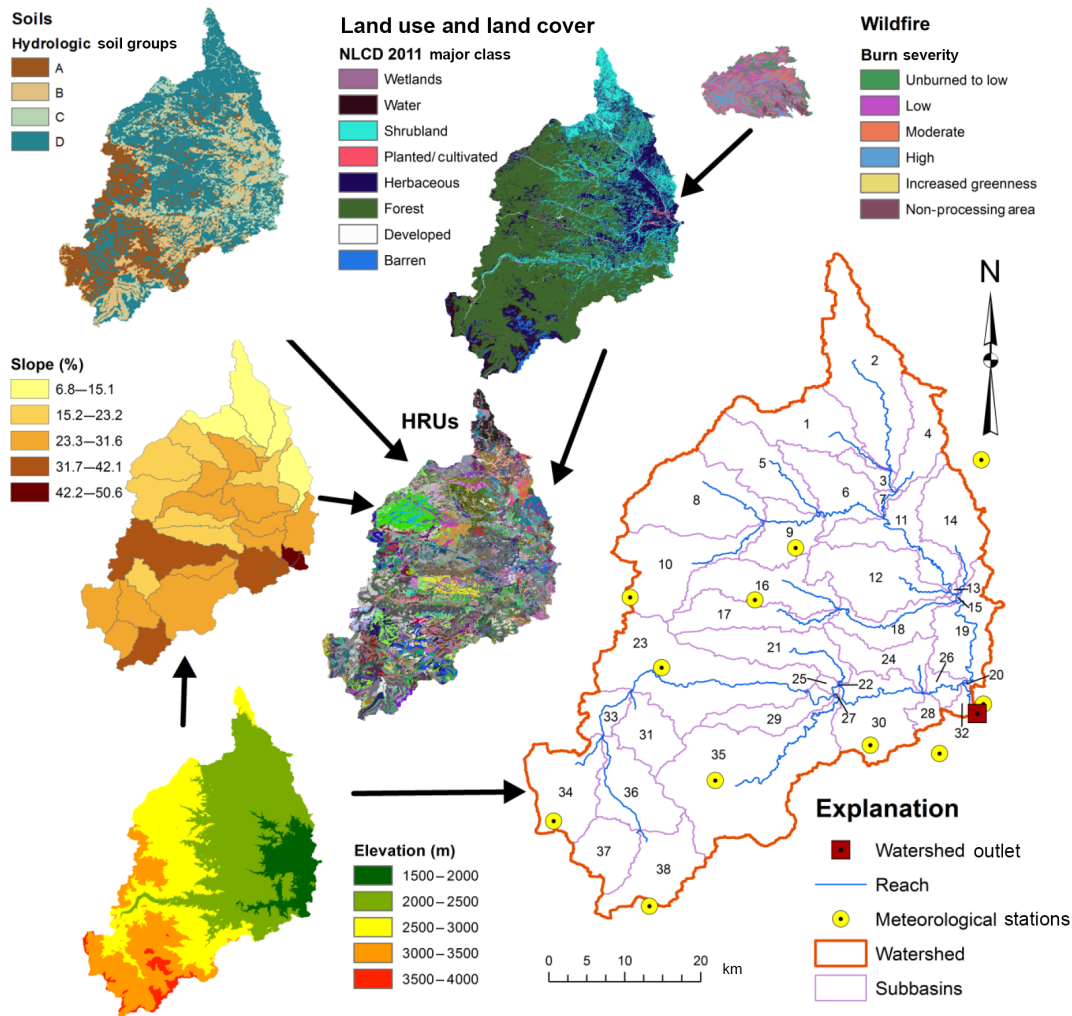 Soils
Hydrologic soil groups
A
B
C
D
Land use and land cover
NLCD 2011 major class
Wetlands
Water
Shrubland
Planted/ cultivated
Herbaceous
Forest
Developed
Barren
Wildfire
Burn severity
Unburned to low
Low
Moderate
High
Increased greenness
Non-processing area
Slope (%)
6.8—15.1
15.2—23.2
23.3—31.6
31.7—42.1
42.2—50.6
HRUs
N
2
1
4
5
3
8
6
7
11
14
9
10
12
13
16
15
17
18
19
23
21
24
26
25
22
20
33
29
27
30
28
32
31
35
34
36
37
38
Elevation (m)
1500 – 2000
2000 – 2500
2500 – 3000
3000 – 3500
3500 – 4000
0 5 10 20
km
Explanation
Watershed outlet
Reach
Meteorological stations
Watershed
Subbasins